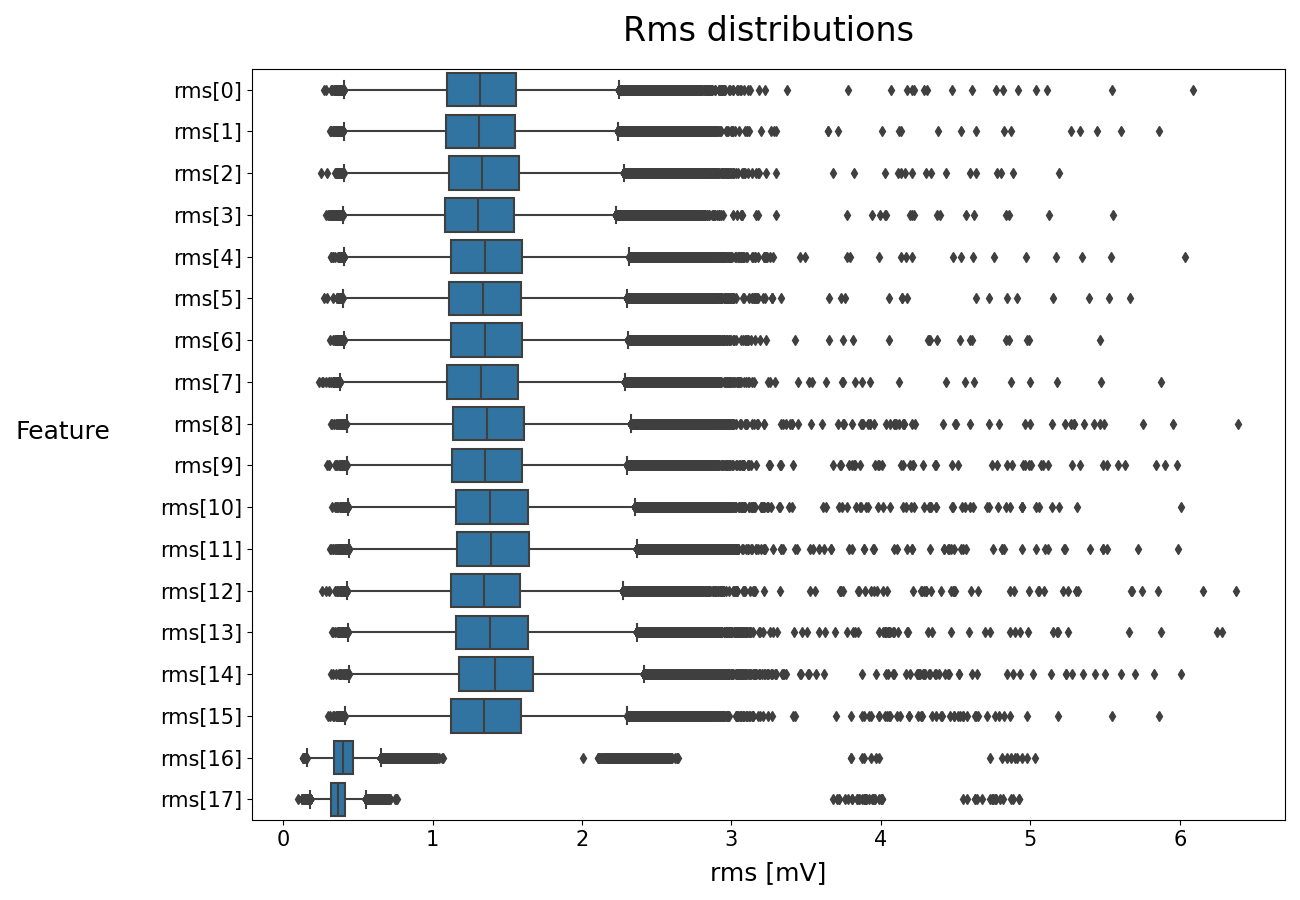 Rms distributions
rms[0]
rms[1]
rms[2]
rms[3]
rms[4]
rms[5]
rms[6]
rms[7]
Feature
rms[8]
rms[9]
rms[10]
rms[11]
rms[12]
rms[13]
rms[14]
rms[15]
rms[16]
rms[17]
0 1 2 3 4 5 6
rms [mV]